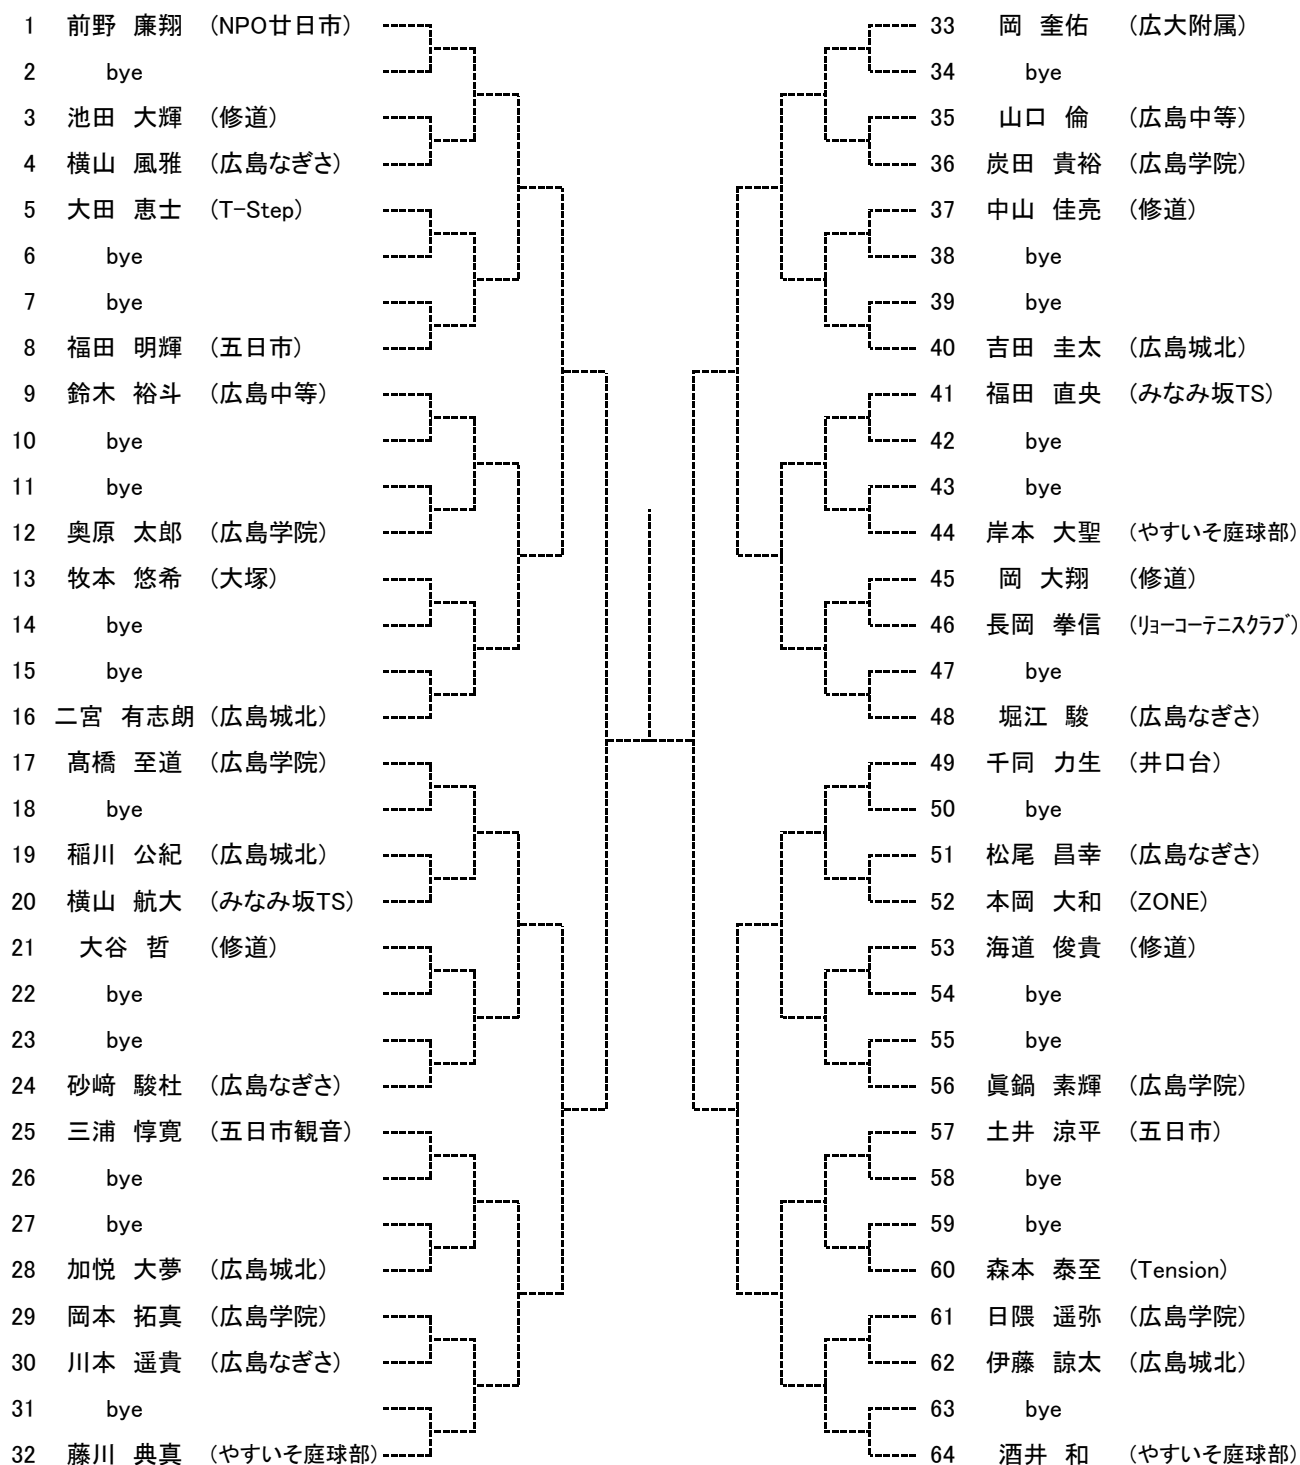 1 前野 廉翔 (NPO廿日市)
2 bye
3 池田 大輝 (修道)
4 横山 風雅 (広島なぎさ)
5 大田 恵士 (T-Step)
6 bye
7 bye
8 福田 明輝 (五日市)
9 鈴木 裕斗 (広島中等)
10 bye
11 bye
12 奥原 太郎 (広島学院)
13 牧本 悠希 (大塚)
14 bye
15 bye
16 二宮 有志朗 (広島城北)
17 髙橋 至道 (広島学院)
18 bye
19 稲川 公紀 (広島城北)
20 横山 航大 (みなみ坂TS)
21 大谷 哲 (修道)
22 bye
23 bye
24 砂﨑 駿杜 (広島なぎさ)
25 三浦 惇寛 (五日市観音)
26 bye
27 bye
28 加悦 大夢 (広島城北)
29 岡本 拓真 (広島学院)
30 川本 遥貴 (広島なぎさ)
31 bye
32 藤川 典真 (やすいそ庭球部)
33 岡 奎佑 (広大附属)
34 bye
35 山口 倫 (広島中等)
36 炭田 貴裕 (広島学院)
37 中山 佳亮 (修道)
38 bye
39 bye
40 吉田 圭太 (広島城北)
41 福田 直央 (みなみ坂TS)
42 bye
43 bye
44 岸本 大聖 (やすいそ庭球部)
45 岡 大翔 (修道)
46 長岡 拳信 (ﾘｮｰｺｰﾃﾆｽｸﾗﾌﾞ)
47 bye
48 堀江 駿 (広島なぎさ)
49 千同 力生 (井口台)
50 bye
51 松尾 昌幸 (広島なぎさ)
52 本岡 大和 (ZONE)
53 海道 俊貴 (修道)
54 bye
55 bye
56 眞鍋 素輝 (広島学院)
57 土井 涼平 (五日市)
58 bye
59 bye
60 森本 泰至 (Tension)
61 日隈 遥弥 (広島学院)
62 伊藤 諒太 (広島城北)
63 bye
64 酒井 和 (やすいそ庭球部)